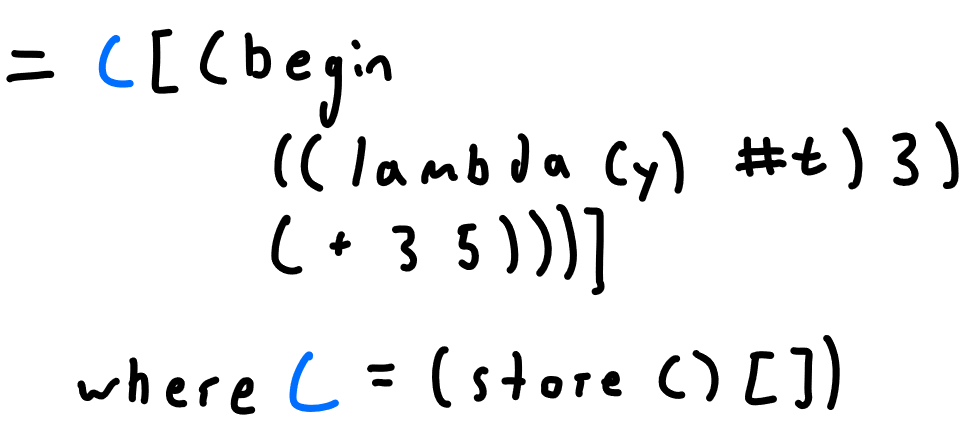 = C[(begin
((lambda (y) #t) 3)
(+ 3 5)))]
where C = (store () [])